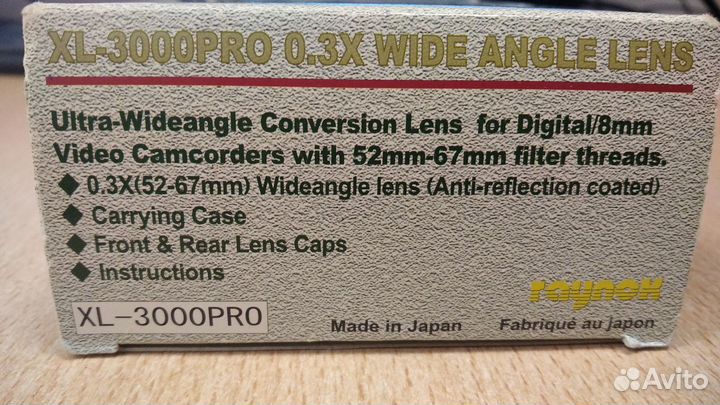 XL-3000PRO 0.3X WIDE ANGLE LENS
Ultra-Wideangle Conversion Lens for Digital/8mm
Video Camcorders with 52mm-67mm filter threads.
◆ 0.3X(52-67mm) Wideangle lens (Anti-reflection coated)
◆ Carrying Case
◆ Front & Rear Lens Caps
◆ Instructions
raynox
XL-3000PRO
Made in Japan
Fabriqué au japon
Avito